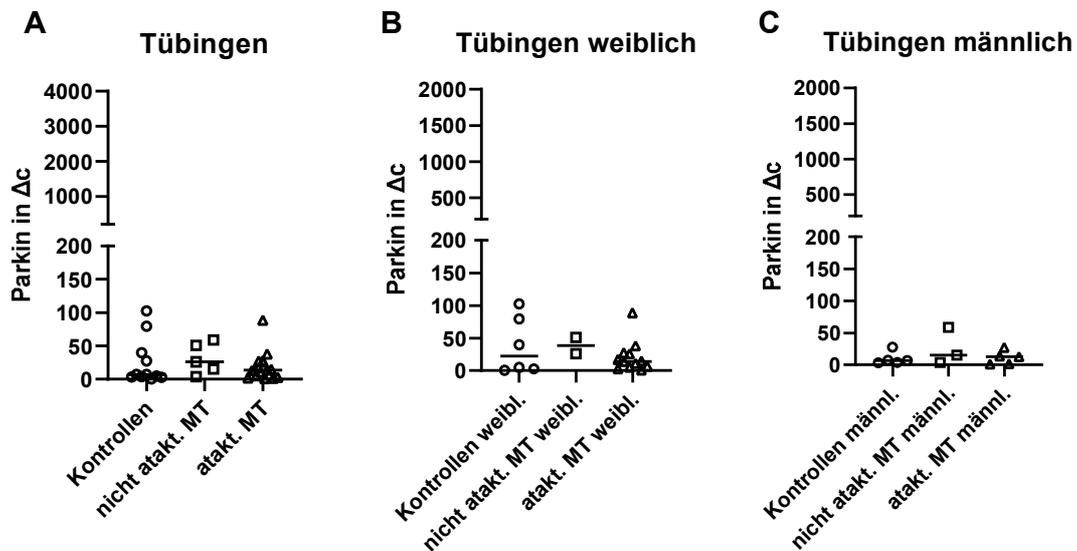 A
Tübingen
4000
3000
2000
1000
200
150
100
50
0
Parkin in Δc
Kontrollen
nicht atakt. MT
atakt. MT
B
Tübingen weiblich
2000
1500
1000
500
200
150
100
50
0
Parkin in Δc
Kontrollen weibl.
nicht atakt. MT weibl.
atakt. MT weibl.
C
Tübingen männlich
2000
1500
1000
500
200
150
100
50
0
Parkin in Δc
Kontrollen männl.
nicht atakt. MT männl.
atakt. MT männl.